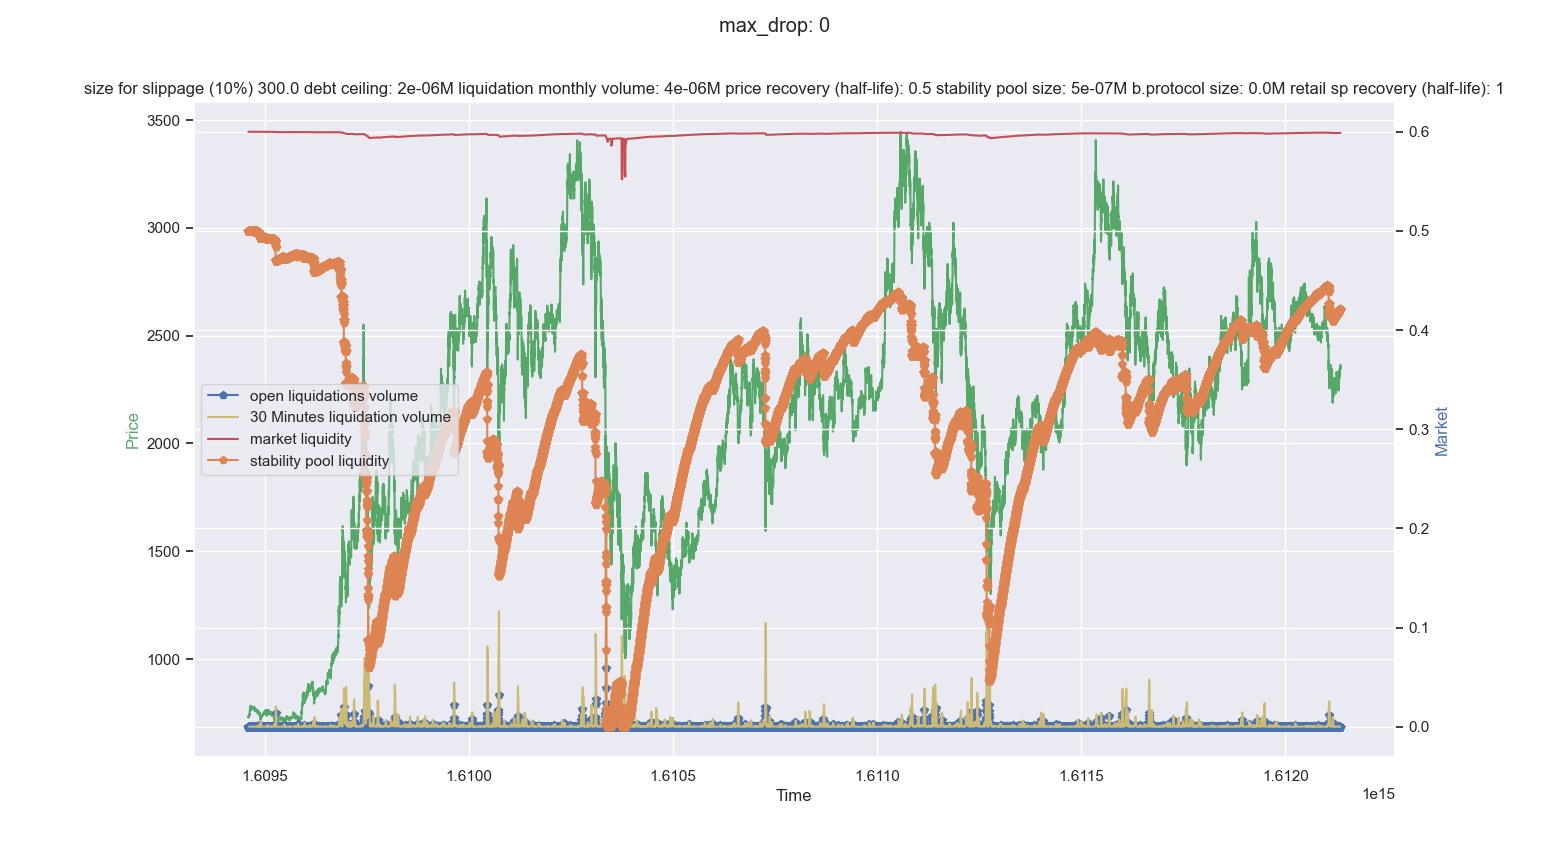 max_drop: 0
size for slippage (10%) 300.0 debt ceiling: 2e-06M liquidation monthly volume: 4e-06M price recovery (half-life): 0.5 stability pool size: 5e-07M b.protocol size: 0.0M retail sp recovery (half-life): 1
3500
3000
2500
2000
1500
1000
Price
open liquidations volume
30 Minutes liquidation volume
market liquidity
stability pool liquidity
0.6
0.5
0.4
0.3
0.2
0.1
0.0
Market
1.6095 1.6100 1.6105 1.6110 1.6115 1.6120
Time
1e15